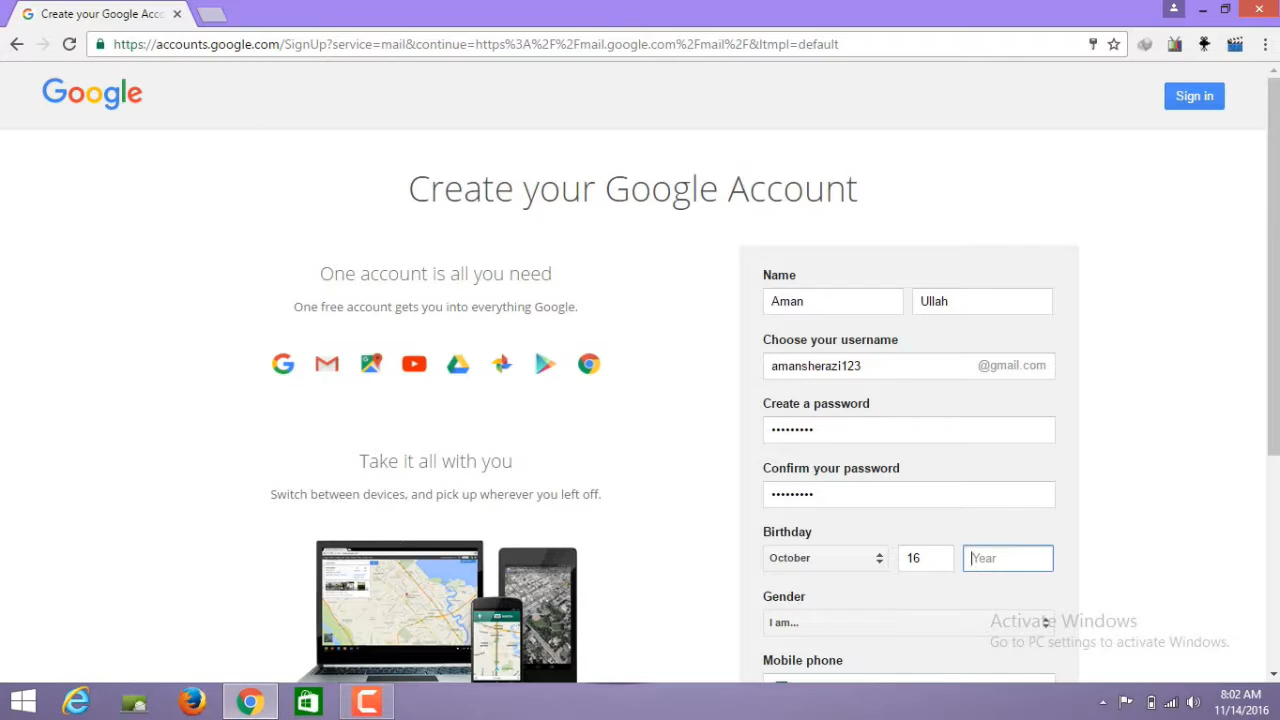 Create your Google Acco
https://accounts.google.com/SignUp?service=mail&continue=https%3A%2F%2Fmail.google.com%2Fmail%2F&ltmpl=default
Google
Sign in
Create your Google Account
One account is all you need
One free account gets you into everything Google.
Take it all with you
Switch between devices, and pick up wherever you left off.
Name
Aman Ullah
Choose your username
amansherazi123 @gmail.com
Create a password
•••••••••
Confirm your password
•••••••••
Birthday
October 16 Year
Gender
I am...
Mobile phone
Activate Windows
Go to PC settings to activate Windows.
8:02 AM
11/14/2016